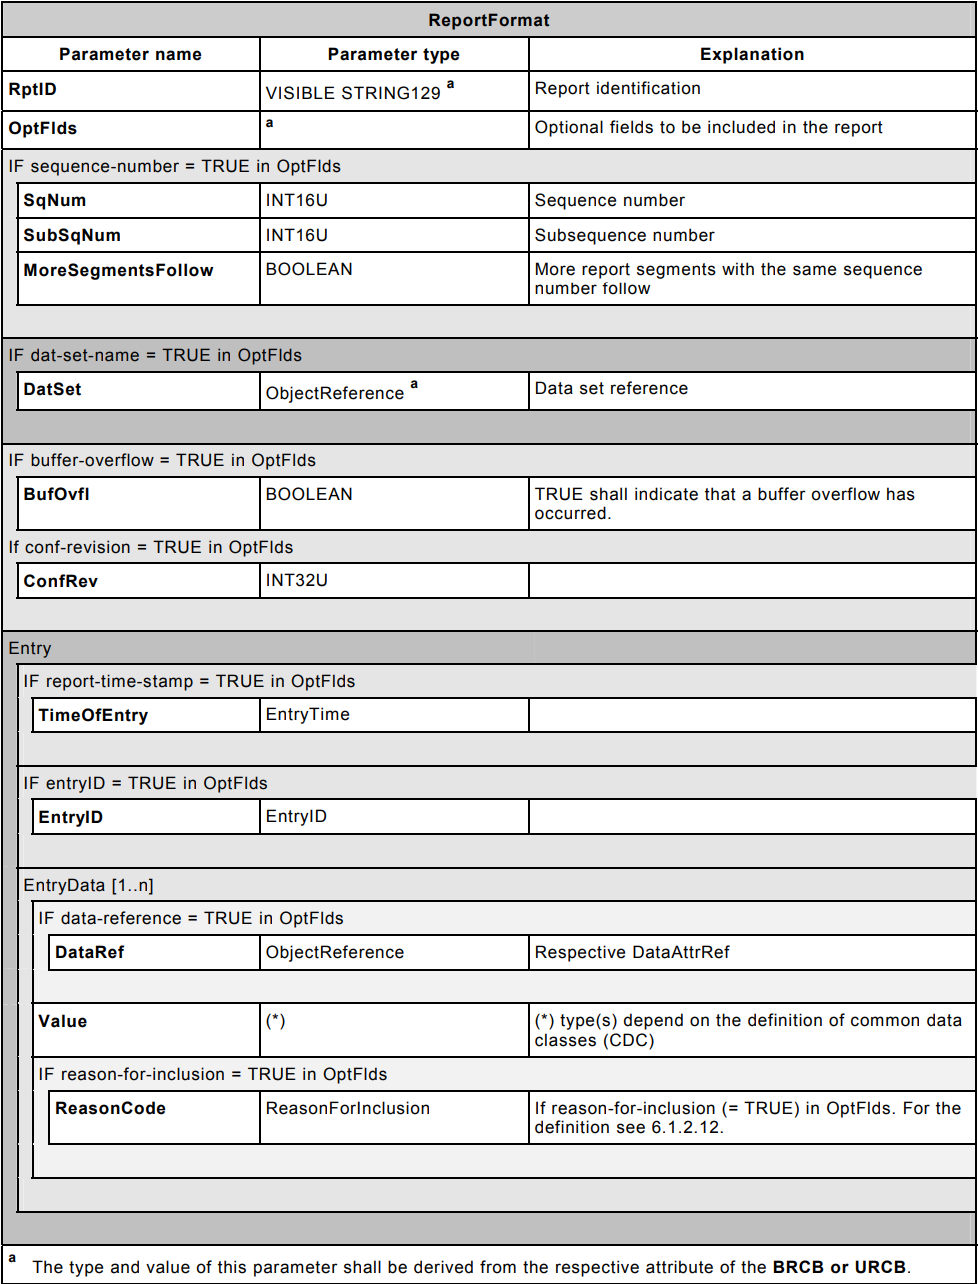 ReportFormat
Parameter name Parameter type Explanation
RptID VISIBLE STRING129 a Report identification
OptFlds a Optional fields to be included in the report
IF sequence-number = TRUE in OptFlds
SqNum INT16U Sequence number
SubSqNum INT16U Subsequence number
MoreSegmentsFollow BOOLEAN More report segments with the same sequence
number follow
IF dat-set-name = TRUE in OptFlds
DatSet ObjectReference a Data set reference
IF buffer-overflow = TRUE in OptFlds
BufOvfl BOOLEAN TRUE shall indicate that a buffer overflow has
occurred.
If conf-revision = TRUE in OptFlds
ConfRev INT32U
Entry
IF report-time-stamp = TRUE in OptFlds
TimeOfEntry EntryTime
IF entryID = TRUE in OptFlds
EntryID EntryID
EntryData [1..n]
IF data-reference = TRUE in OptFlds
DataRef ObjectReference Respective DataAttrRef
Value (*) (*) type(s) depend on the definition of common data
classes (CDC)
IF reason-for-inclusion = TRUE in OptFlds
ReasonCode ReasonForInclusion If reason-for-inclusion (= TRUE) in OptFlds. For the
definition see 6.1.2.12.
a The type and value of this parameter shall be derived from the respective attribute of the BRCB or URCB.